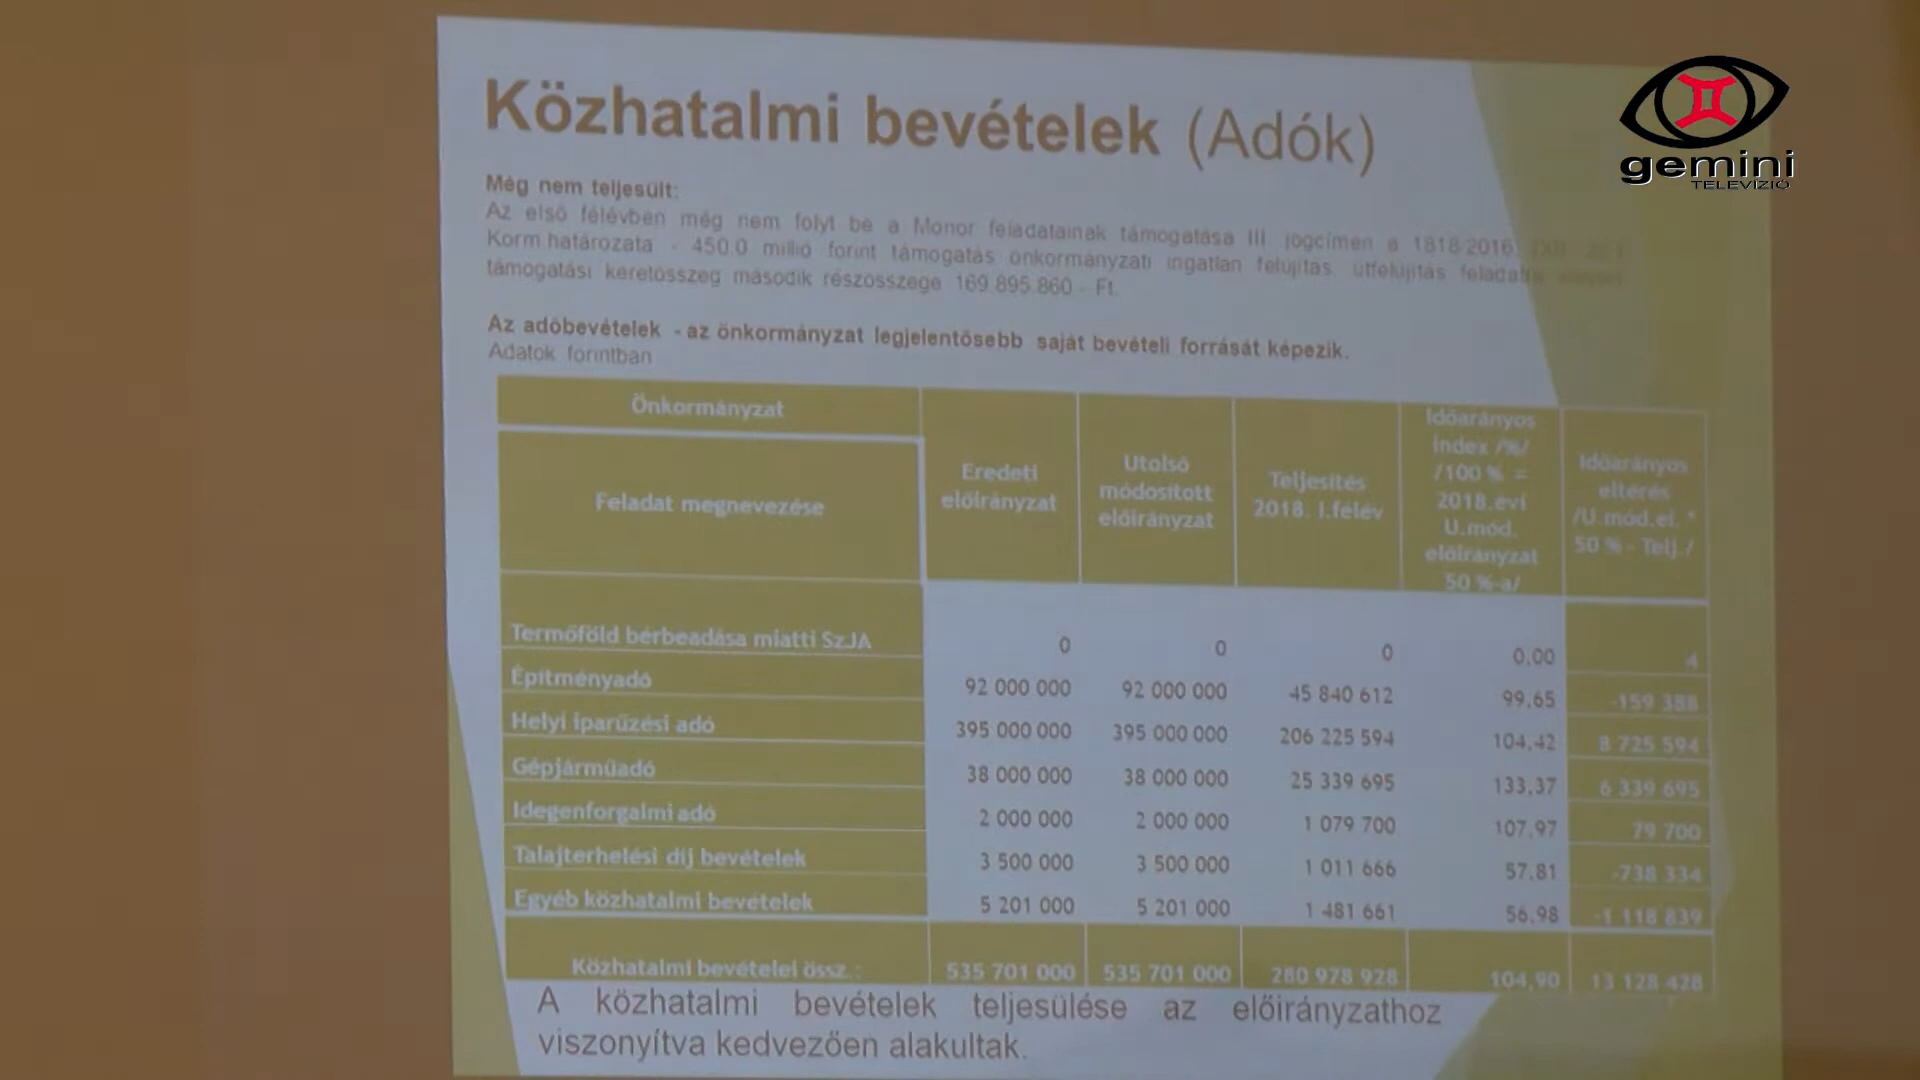 Közhatalmi bevételek (Adók)
gemini
TELEVÍZIÓ
Még nem teljesült:
Az első félévben még nem folyt be a Monor feladatainak támogatása III. jogcímen a 1818/2016.
Korm.határozata - 450.0 millió forint támogatás önkormányzati ingatlan felújítás, útfelújítás
támogatási keretösszeg második részösszege 169 895 860.- Ft.
Az adóbevételek - az önkormányzat legjelentősebb saját bevételi forrását képezik.
Adatok forintban
Önkormányzat
Feladat megnevezése
Eredeti
előirányzat
Utolsó
módosított
előirányzat
Teljesítés
2018. I.félév
Időarányos
Index /%/
/100 % =
2018.évi
U.mód.
előirányzat
50 %-a/
Időarányos
eltérés
/U.mód.ei. *
50 % - Telj./
Termőföld bérbeadása miatti SzJA 0 0 0 0,00 4
Építményadó 92 000 000 92 000 000 45 840 612 99,65 -159 388
Helyi iparűzési adó 395 000 000 395 000 000 206 225 594 104,42 8 725 594
Gépjárműadó 38 000 000 38 000 000 25 339 695 133,37 6 339 695
Idegenforgalmi adó 2 000 000 2 000 000 1 079 700 107,97 79 700
Talajterhelési díj bevételek 3 500 000 3 500 000 1 011 666 57,81 -738 334
Egyéb közhatalmi bevételek 5 201 000 5 201 000 1 481 661 56,98 -1 118 839
Közhatalmi bevételei össz.: 535 701 000 535 701 000 280 978 928 104,90 13 128 428
A közhatalmi bevételek teljesülése az előirányzathoz
viszonyítva kedvezően alakultak.